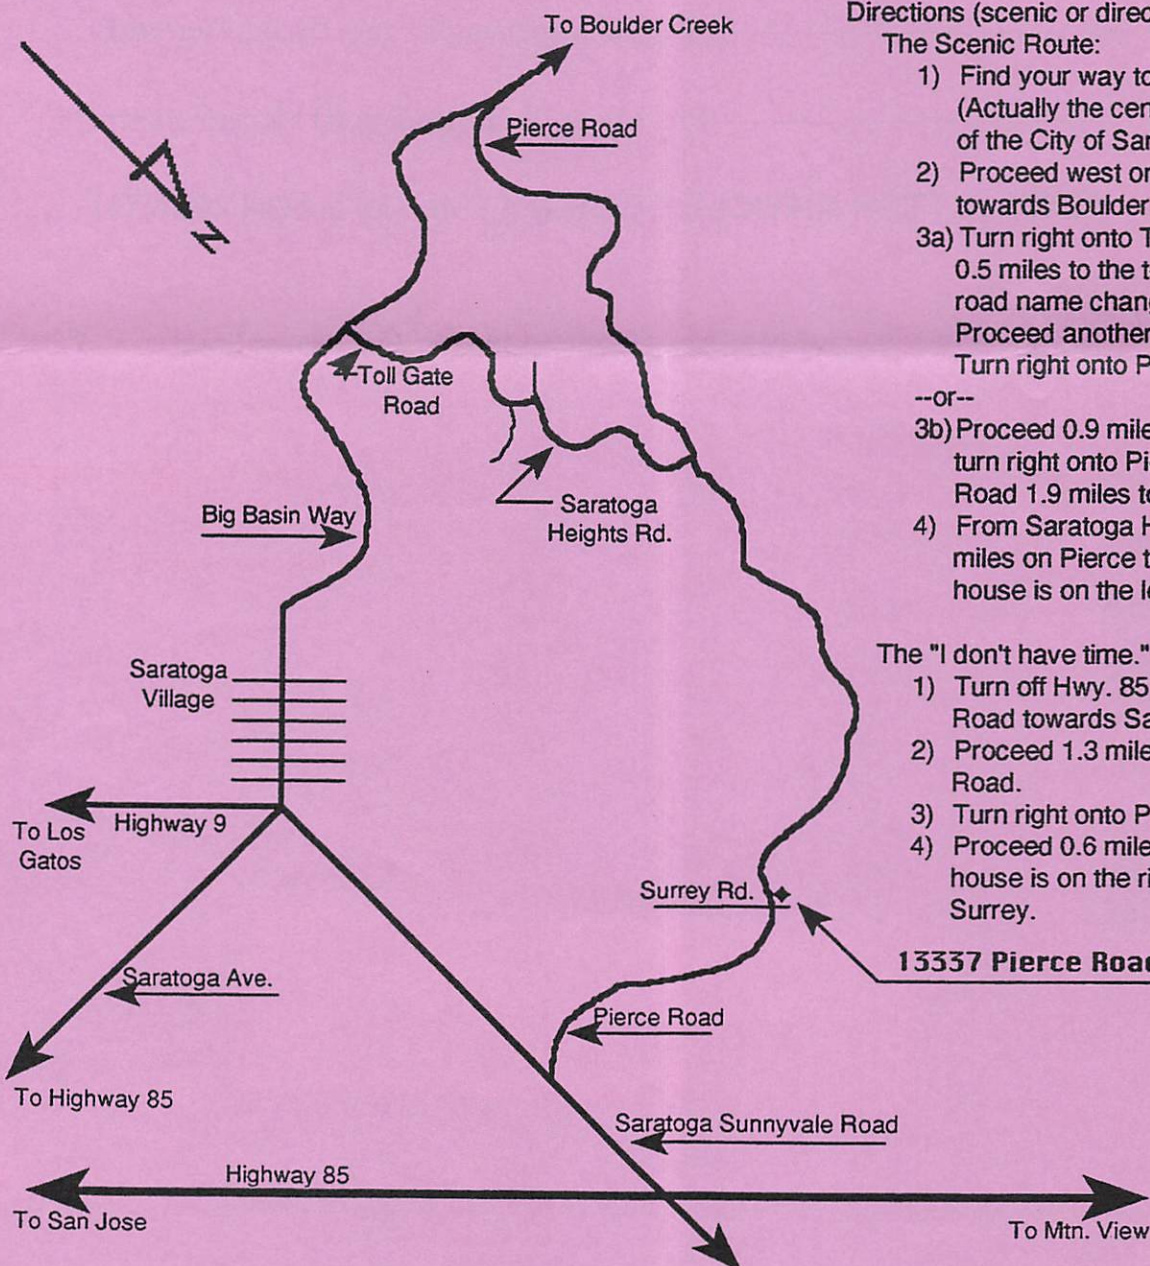 To Boulder Creek
Pierce Road
N
Toll Gate
Road
Saratoga
Heights Rd.
Big Basin Way
Saratoga
Village
To Los
Gatos
Highway 9
Surrey Rd.
13337 Pierce Road
Saratoga Ave.
Pierce Road
To Highway 85
Saratoga Sunnyvale Road
Highway 85
To San Jose
To Mtn. View
Directions (scenic or direc
The Scenic Route:
1) Find your way to
(Actually the cen
of the City of Sar
2) Proceed west on
towards Boulder
3a) Turn right onto T
0.5 miles to the t
road name chang
Proceed another
Turn right onto P
--or--
3b) Proceed 0.9 mile
turn right onto Pie
Road 1.9 miles to
4) From Saratoga H
miles on Pierce t
house is on the le
The "I don't have time."
1) Turn off Hwy. 85
Road towards Sa
2) Proceed 1.3 mile
Road.
3) Turn right onto P
4) Proceed 0.6 mile
house is on the ri
Surrey.